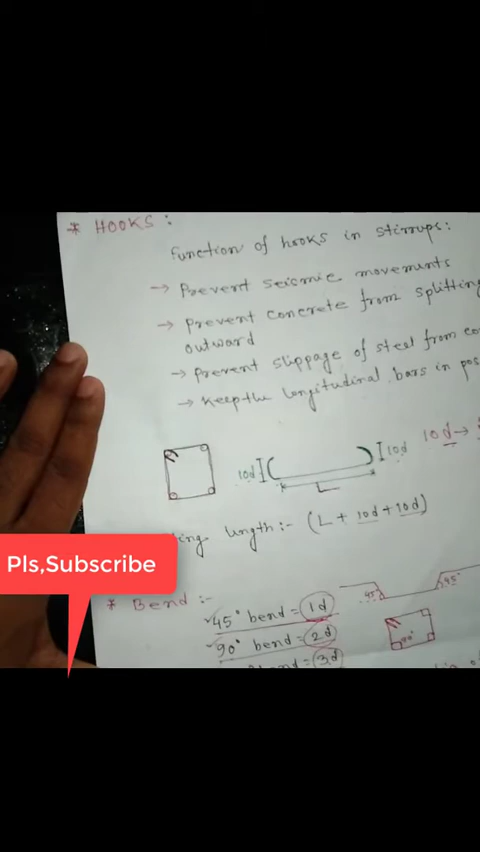 * HOOKS :
Function of hooks in stirrups:
→ Prevent seismic movements
→ Prevent concrete from splitting
outward
→ Prevent slippage of steel from
→ Keep the longitudinal bars in
10d
L
10d
10d →
length :- (L + 10d + 10d)
Pls,Subscribe
* Bend :-
45° bend = 1d
90° bend = 2d
3d
45°
45°
90°